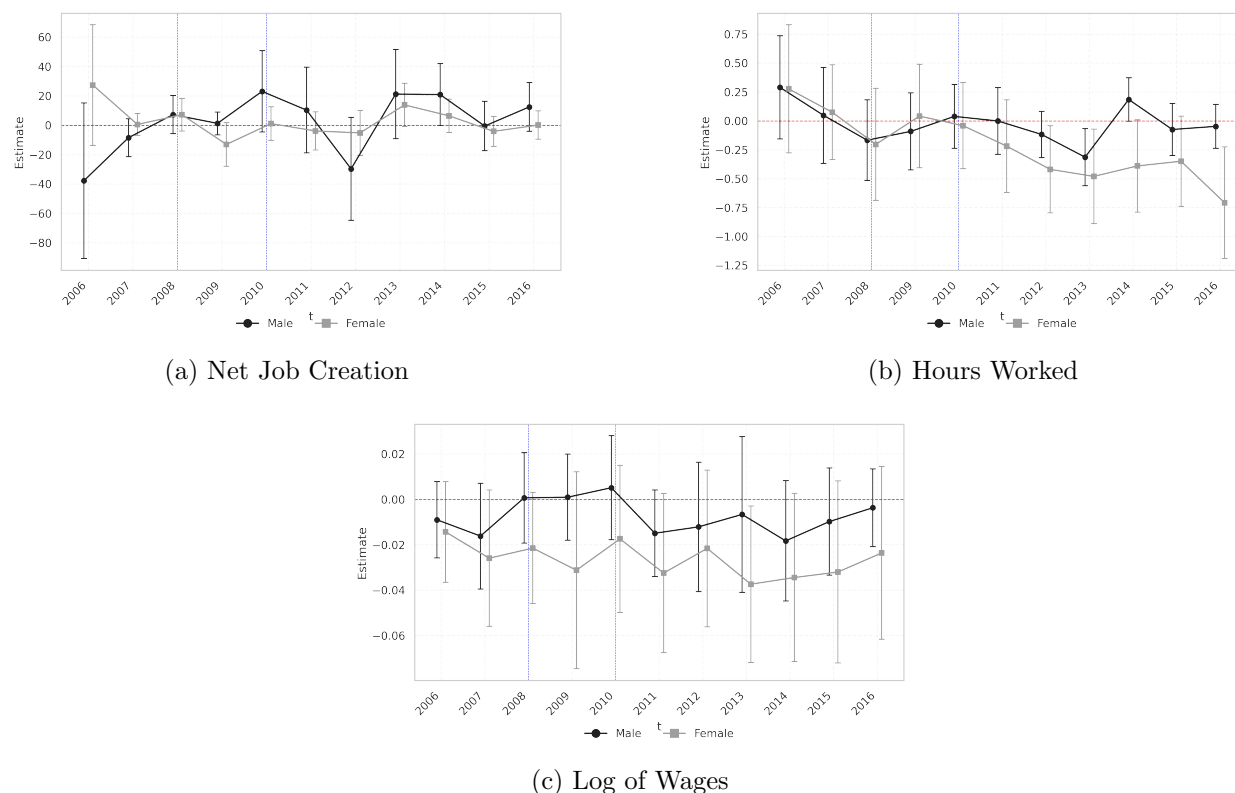 60
40
20
0
−20
−40
−60
−80
Estimate
2006 2007 2008 2009 2010 2011 2012 2013 2014 2015 2016
t
Male Female
(a) Net Job Creation
0.75
0.50
0.25
0.00
−0.25
−0.50
−0.75
−1.00
−1.25
Estimate
2006 2007 2008 2009 2010 2011 2012 2013 2014 2015 2016
t
Male Female
(b) Hours Worked
0.02
0.00
−0.02
−0.04
−0.06
Estimate
2006 2007 2008 2009 2010 2011 2012 2013 2014 2015 2016
t
Male Female
(c) Log of Wages